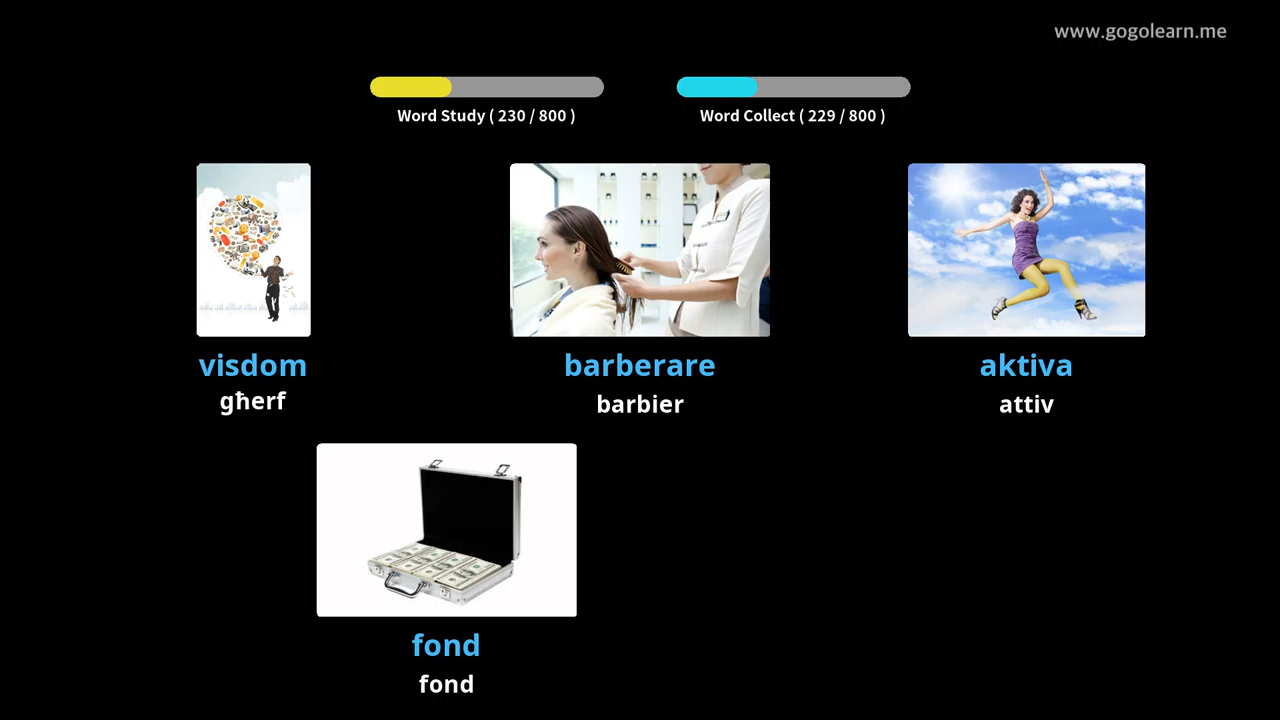 www.gogolearn.me
Word Study ( 230 / 800 )
Word Collect ( 229 / 800 )
visdom
għerf
barberare
barbier
aktiva
attiv
fond
fond